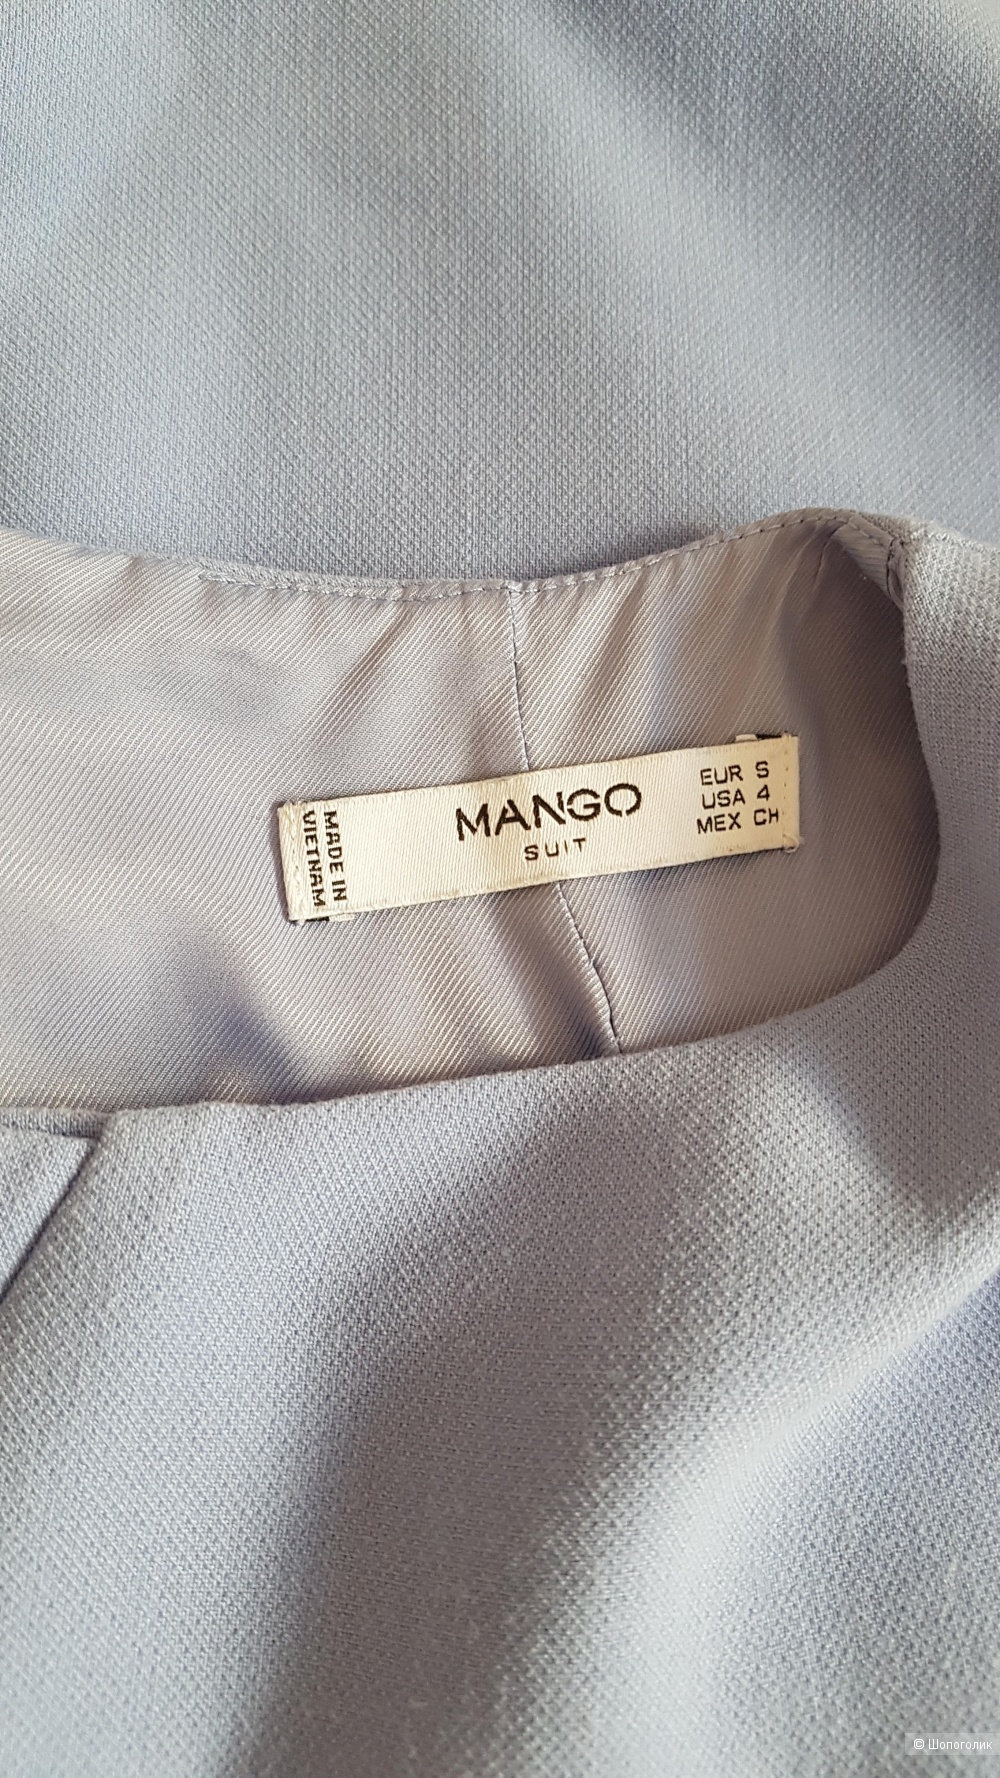 MADE IN
VIETNAM
MANGO
SUIT
EUR S
USA 4
MEX CH
© Шопоголик